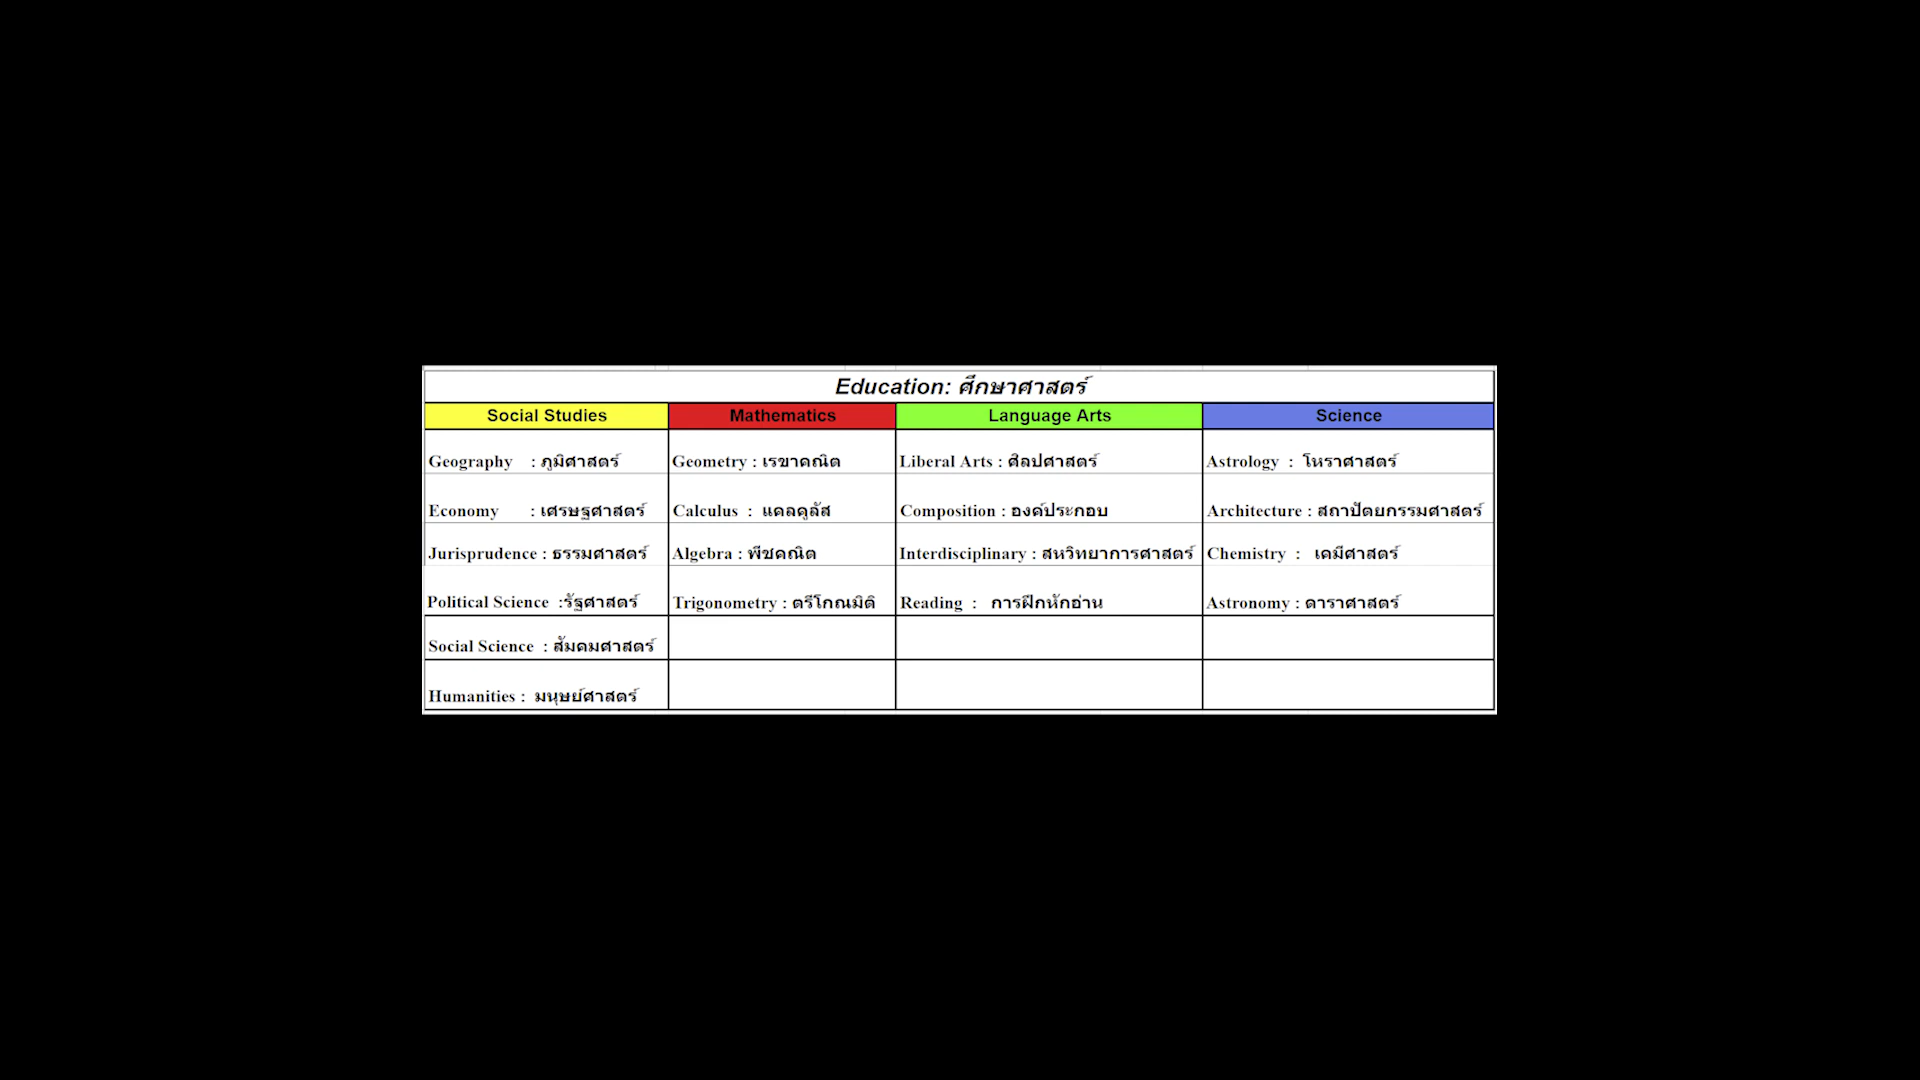 Education: ศึกษาศาสตร์
Social Studies Mathematics Language Arts Science
Geography : ภูมิศาสตร์ Geometry : เรขาคณิต Liberal Arts : ศิลปศาสตร์ Astrology : โหราศาสตร์
Economy : เศรษฐศาสตร์ Calculus : แคลคูลัส Composition : องค์ประกอบ Architecture : สถาปัตยกรรมศาสตร์
Jurisprudence : ธรรมศาสตร์ Algebra : พีชคณิต Interdisciplinary : สหวิทยาการศาสตร์ Chemistry : เคมีศาสตร์
Political Science :รัฐศาสตร์ Trigonometry : ตรีโกณมิติ Reading : การฝึกหักอ่าน Astronomy : ดาราศาสตร์
Social Science : สัมคมศาสตร์
Humanities : มนุษย์ศาสตร์